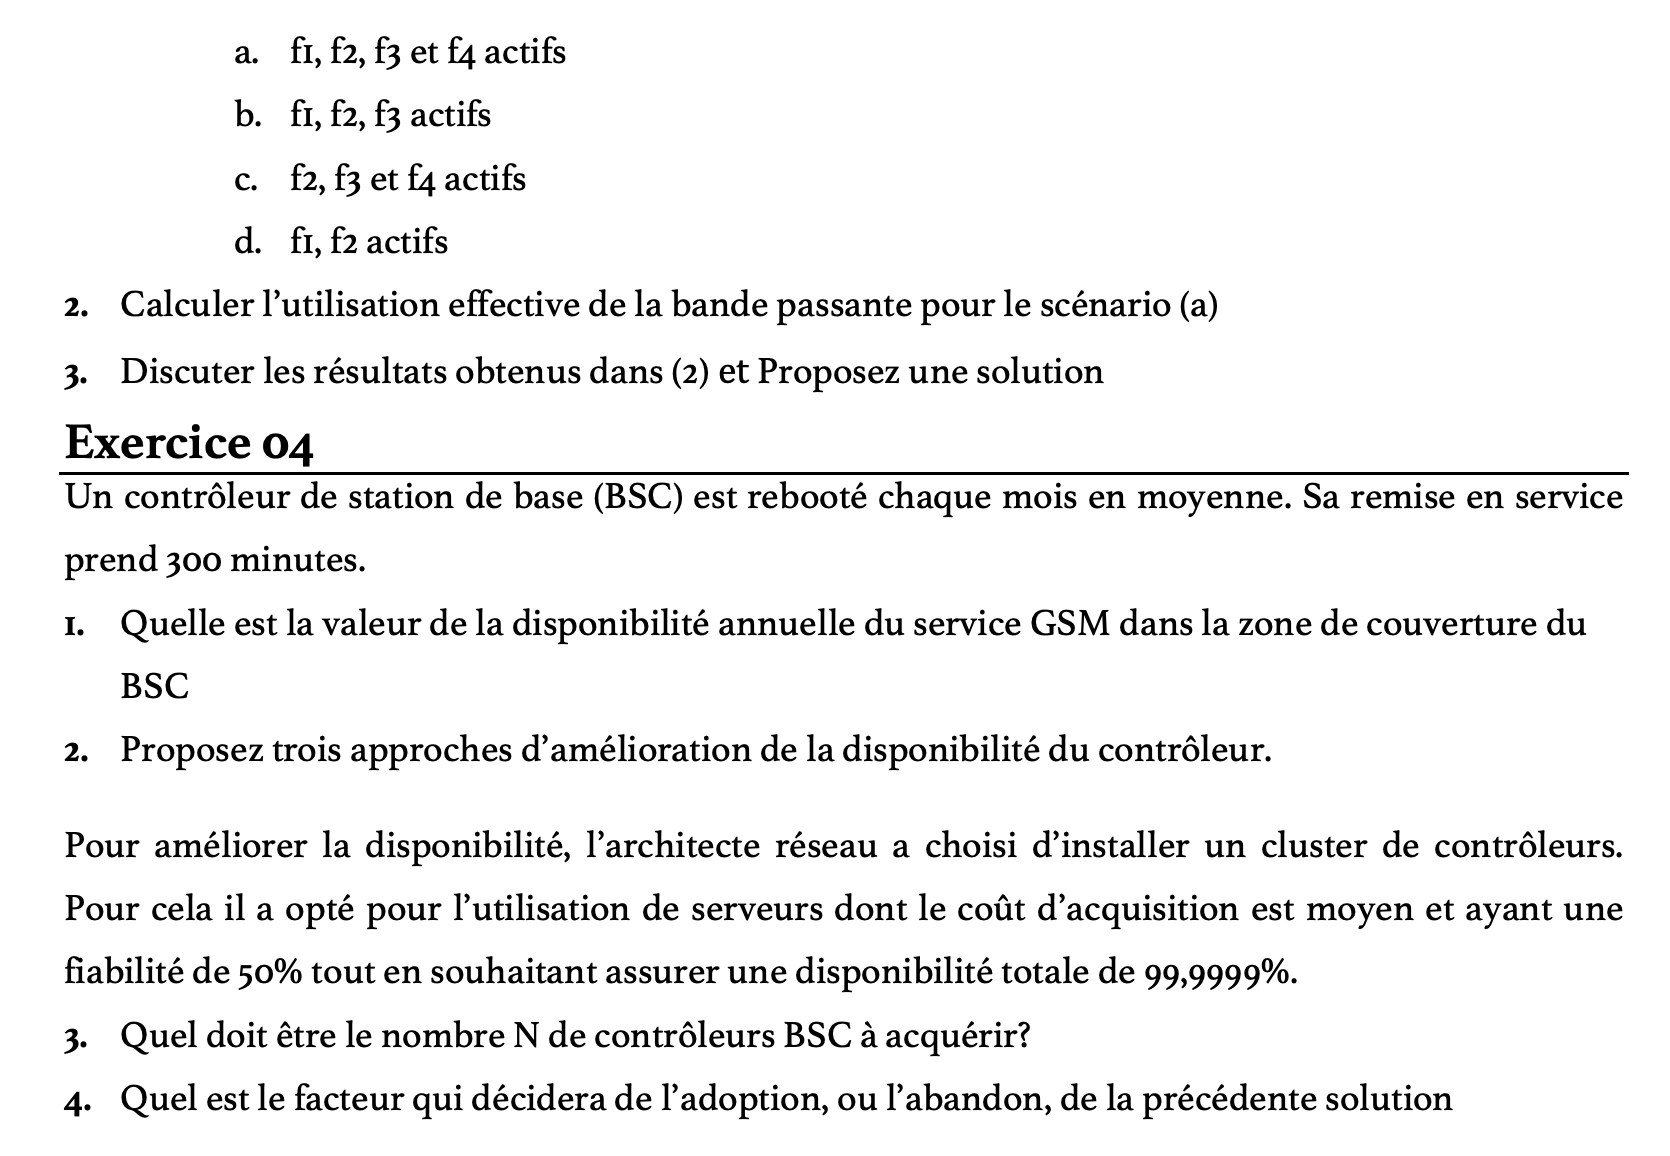 a. f1, f2, f3 et f4 actifs
b. f1, f2, f3 actifs
c. f2, f3 et f4 actifs
d. f1, f2 actifs
2. Calculer l’utilisation effective de la bande passante pour le scénario (a)
3. Discuter les résultats obtenus dans (2) et Proposez une solution
Exercice 04
Un contrôleur de station de base (BSC) est rebooté chaque mois en moyenne. Sa remise en service
prend 300 minutes.
1. Quelle est la valeur de la disponibilité annuelle du service GSM dans la zone de couverture du
BSC
2. Proposez trois approches d’amélioration de la disponibilité du contrôleur.
Pour améliorer la disponibilité, l’architecte réseau a choisi d’installer un cluster de contrôleurs.
Pour cela il a opté pour l’utilisation de serveurs dont le coût d’acquisition est moyen et ayant une
fiabilité de 50% tout en souhaitant assurer une disponibilité totale de 99,9999%.
3. Quel doit être le nombre N de contrôleurs BSC à acquérir?
4. Quel est le facteur qui décidera de l’adoption, ou l’abandon, de la précédente solution